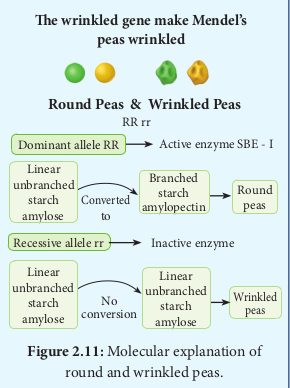 The wrinkled gene make Mendel's
peas wrinkled
Round Peas & Wrinkled Peas
RR rr
Dominant allele RR
Active enzyme SBE - I
Linear
unbranched
starch
amylose
Converted
to
Branched
starch
amylopectin
Round
peas
Recessive allele rr
Inactive enzyme
Linear
unbranched
starch
amylose
No
conversion
Linear
unbranched
starch
amylose
Wrinkled
peas
Figure 2.11: Molecular explanation of
round and wrinkled peas.